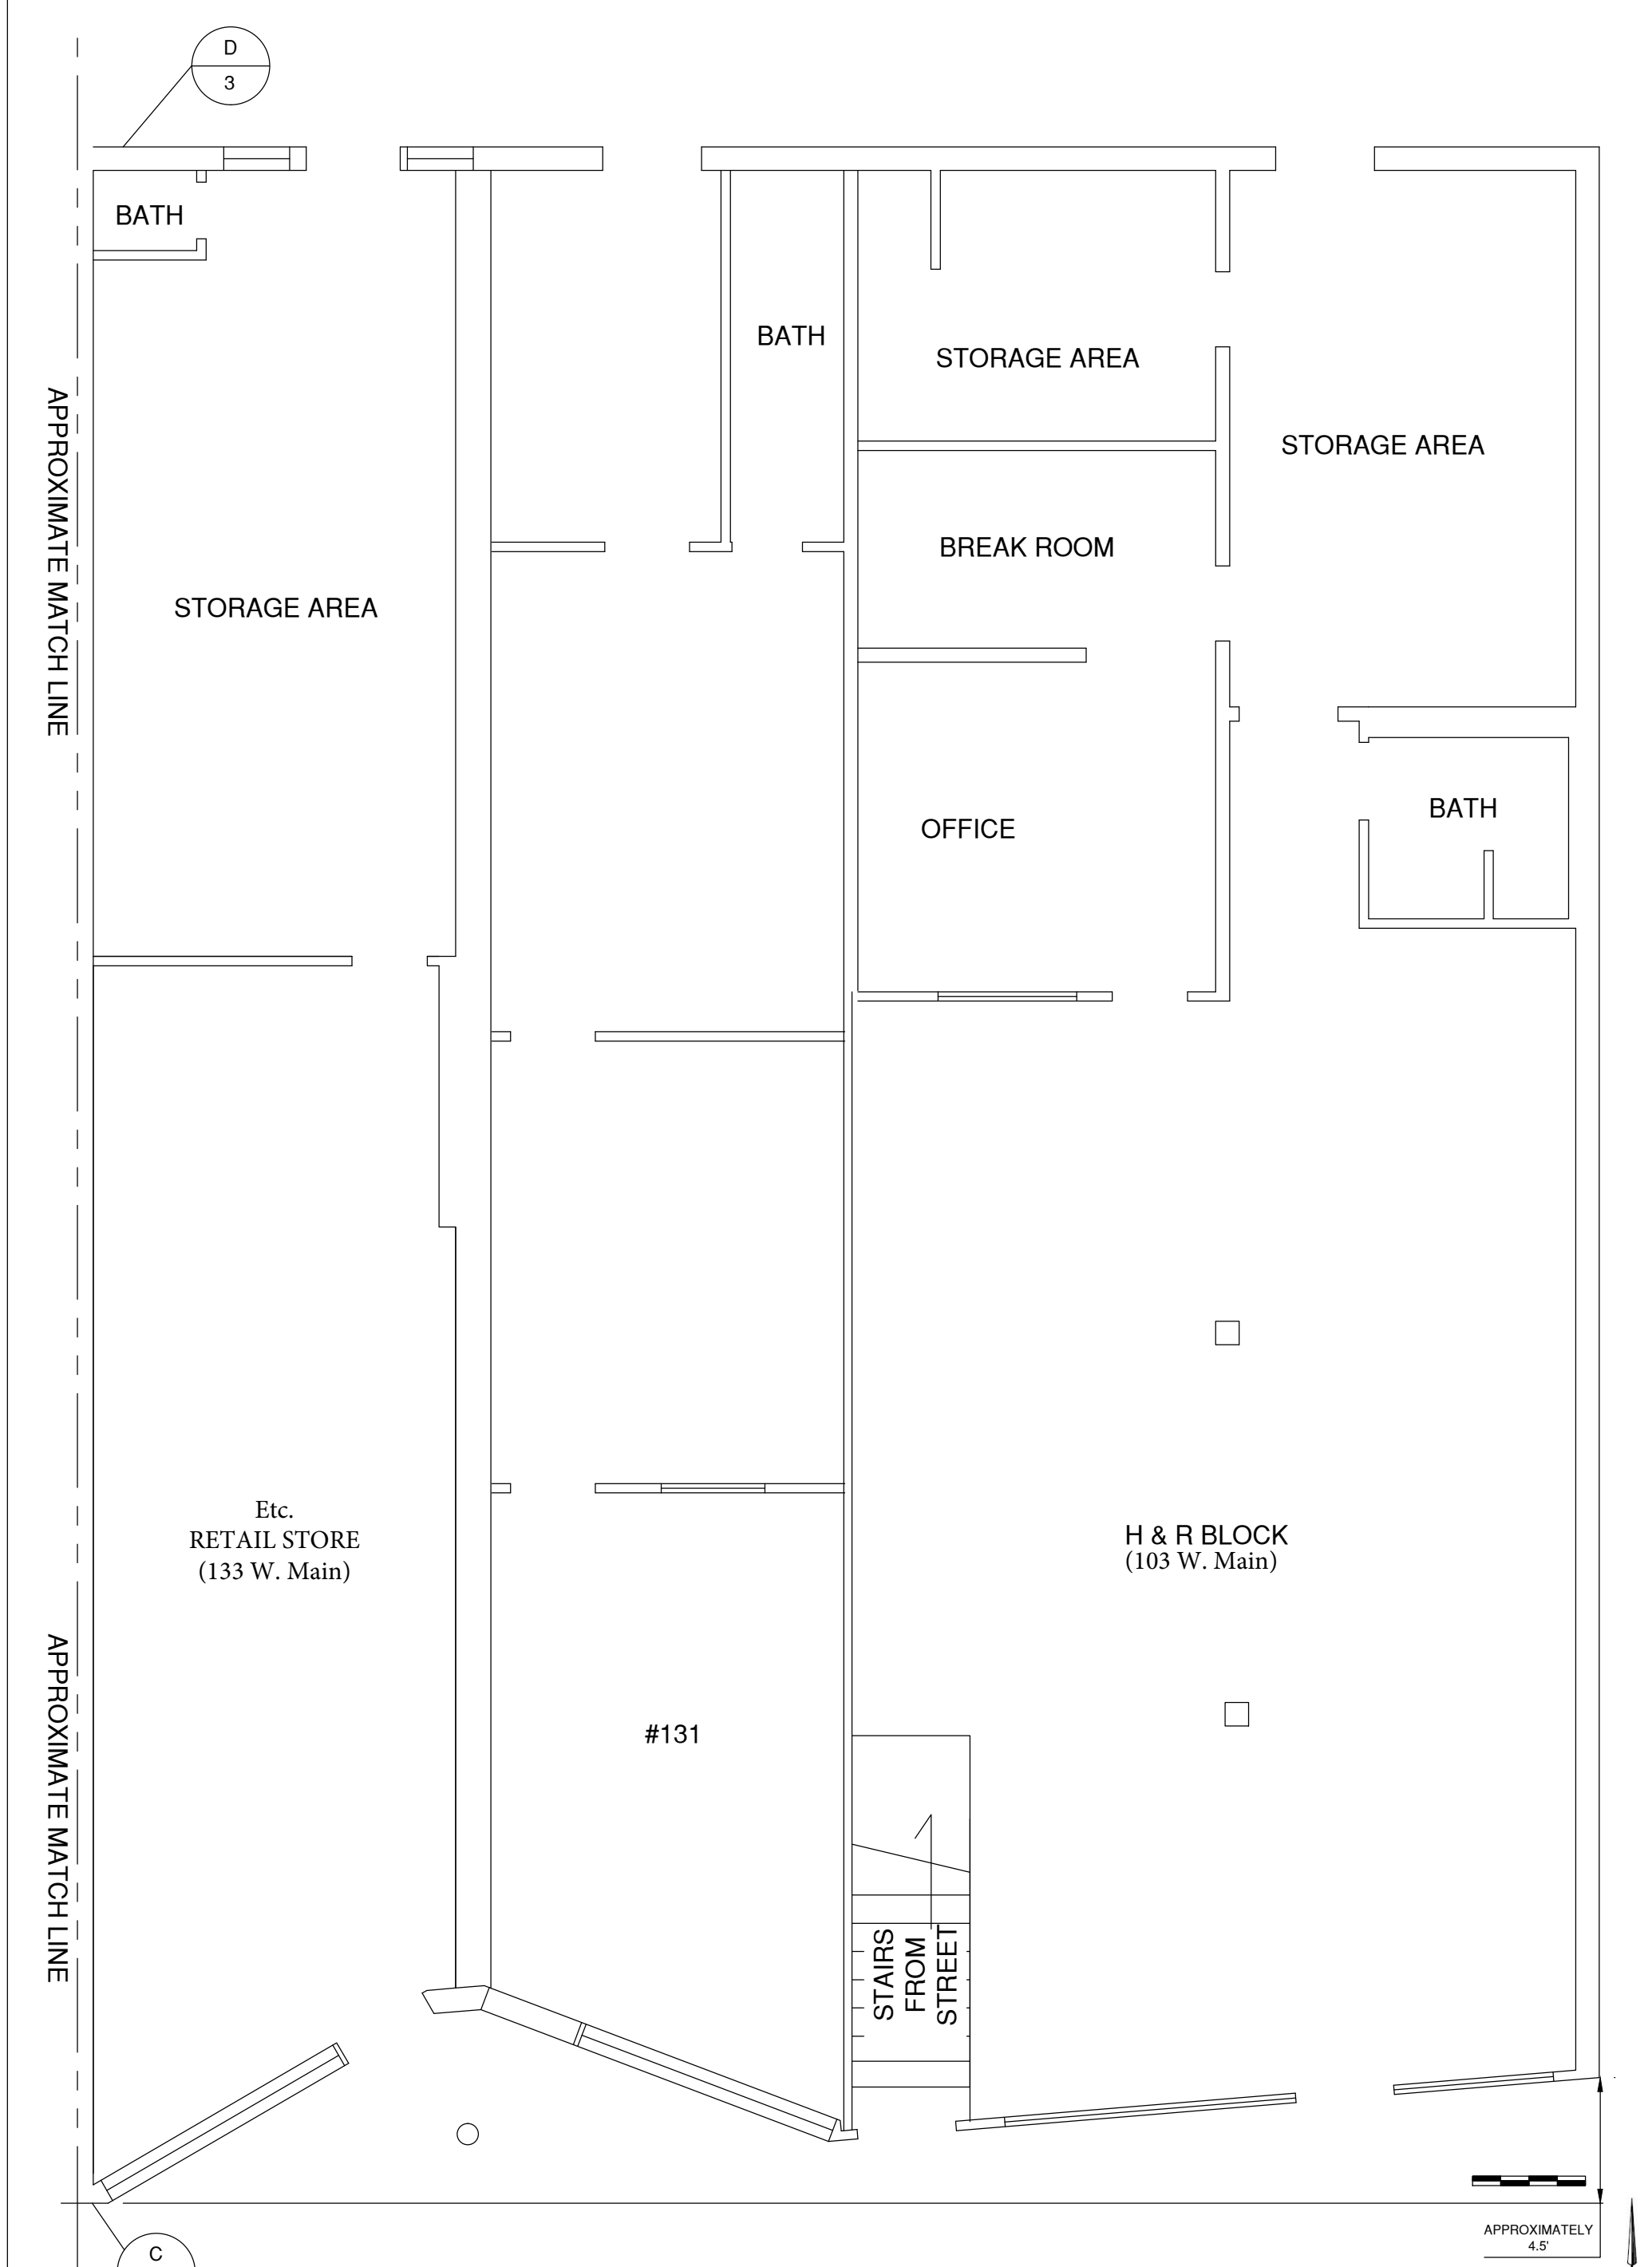 D
3
BATH
BATH
STORAGE AREA
STORAGE AREA
APPROXIMATE MATCH LINE
BREAK ROOM
STORAGE AREA
BATH
OFFICE
Etc.
RETAIL STORE
(133 W. Main)
H & R BLOCK
(103 W. Main)
APPROXIMATE MATCH LINE
#131
STAIRS
FROM
STREET
APPROXIMATELY
4.5'
C